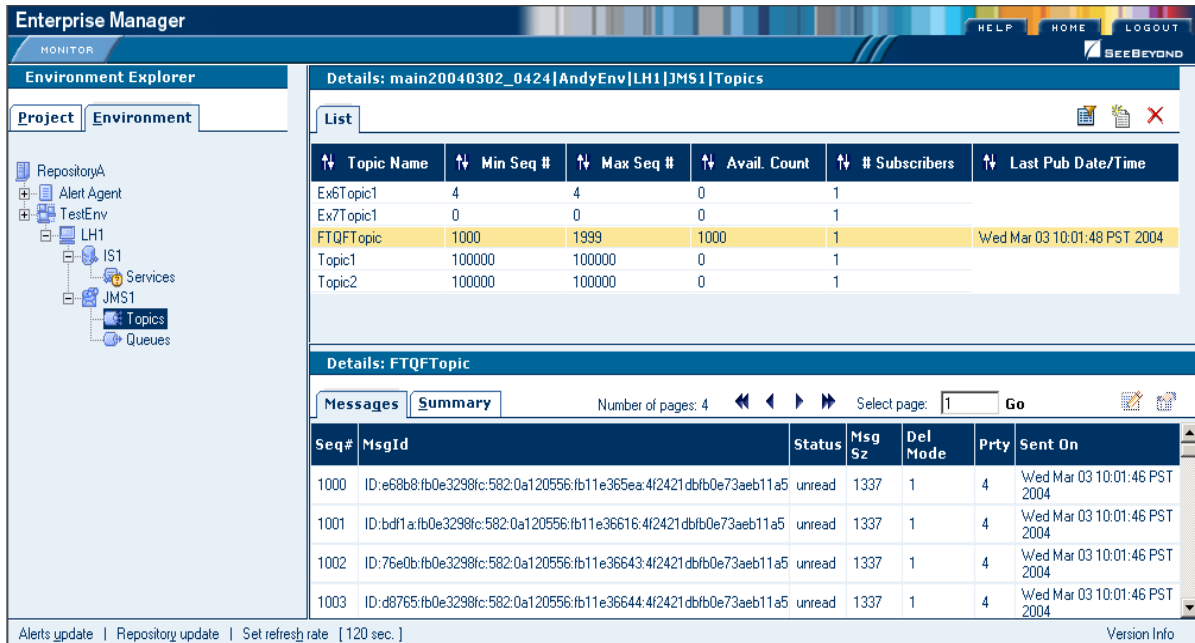 Enterprise Manager
HELP HOME LOGOUT
MONITOR
SEEBEYOND
Environment Explorer
Project Environment
RepositoryA
Alert Agent
TestEnv
LH1
IS1
Services
JMS1
Topics
Queues
Details: main20040302_0424|AndyEnv|LH1|JMS1|Topics
List
Topic Name Min Seq # Max Seq # Avail. Count # Subscribers Last Pub Date/Time
Ex6Topic1 4 4 0 1
Ex7Topic1 0 0 0 1
FTQFTopic 1000 1999 1000 1 Wed Mar 03 10:01:48 PST 2004
Topic1 100000 100000 0 1
Topic2 100000 100000 0 1
Details: FTQFTopic
Messages Summary Number of pages: 4 Select page: 1 Go
Seq# MsgId Status Msg Sz Del Mode Prty Sent On
1000 ID:e68b8:fb0e3298fc:582:0a120556:fb11e365ea:4f2421dbfb0e73aeb11a5 unread 1337 1 4 Wed Mar 03 10:01:46 PST 2004
1001 ID:bdf1a:fb0e3298fc:582:0a120556:fb11e36616:4f2421dbfb0e73aeb11a5 unread 1337 1 4 Wed Mar 03 10:01:46 PST 2004
1002 ID:76e0b:fb0e3298fc:582:0a120556:fb11e36643:4f2421dbfb0e73aeb11a5 unread 1337 1 4 Wed Mar 03 10:01:46 PST 2004
1003 ID:d8765:fb0e3298fc:582:0a120556:fb11e36644:4f2421dbfb0e73aeb11a5 unread 1337 1 4 Wed Mar 03 10:01:46 PST 2004
Alerts update | Repository update | Set refresh rate [120 sec. ] Version Info